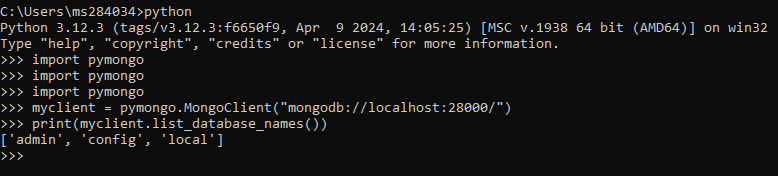 C:\Users\ms284034>python
Python 3.12.3 (tags/v3.12.3:f6650f9, Apr  9 2024, 14:05:25) [MSC v.1938 64 bit (AMD64)] on win32
Type "help", "copyright", "credits" or "license" for more information.
>>> import pymongo
>>> import pymongo
>>> import pymongo
>>> myclient = pymongo.MongoClient("mongodb://localhost:28000/")
>>> print(myclient.list_database_names())
['admin', 'config', 'local']
>>>